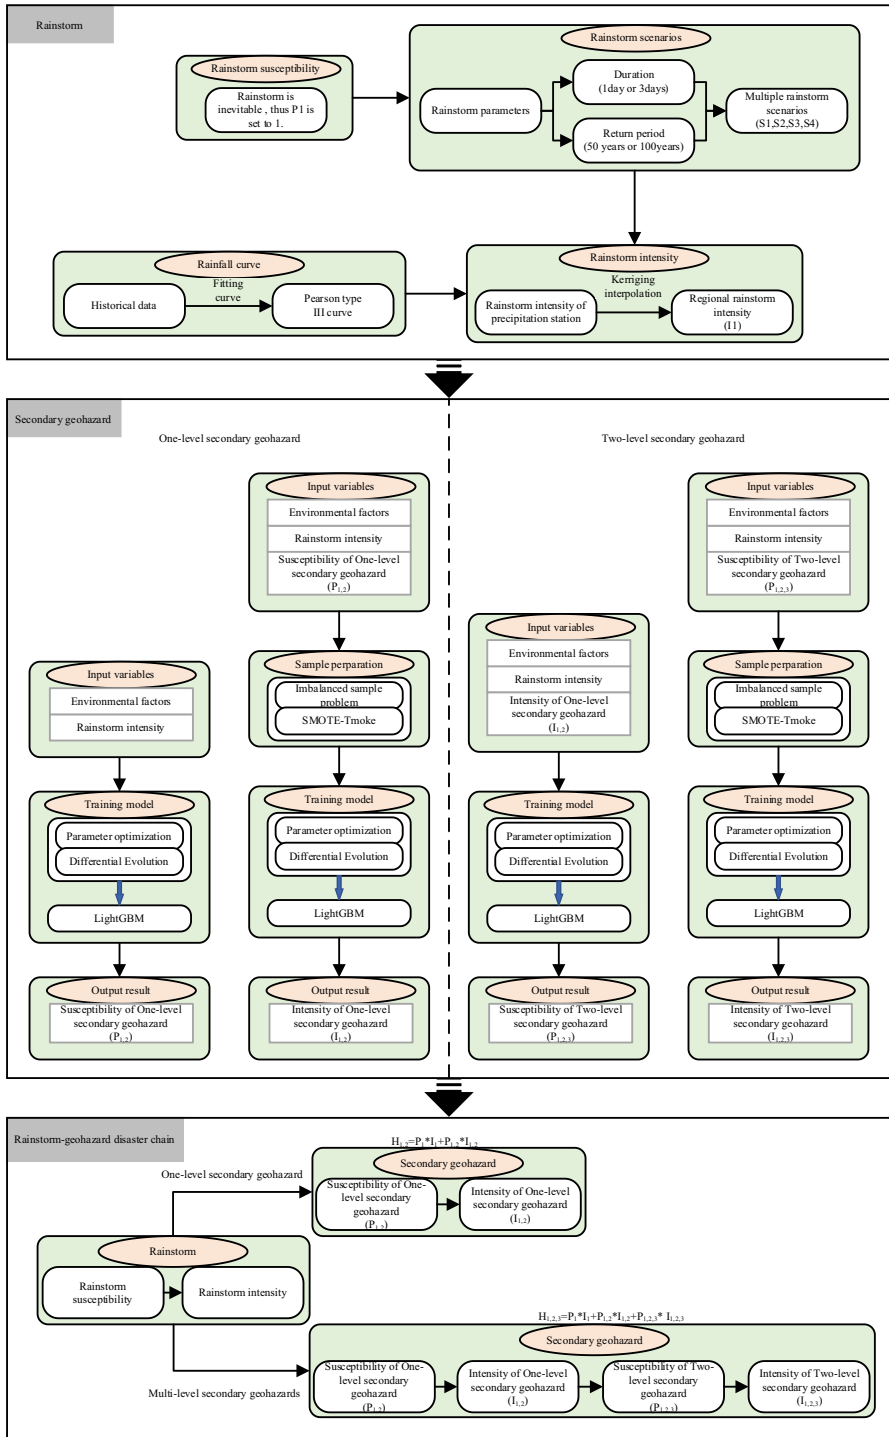 Rainstorm
Rainstorm susceptibility
Rainstorm is
inevitable , thus P1 is
set to 1.
Rainstorm scenarios
Rainstorm parameters
Duration
(1day or 3days)
Return period
(50 years or 100years)
Multiple rainstorm
scenarios
(S1,S2,S3,S4)
Rainfall curve
Historical data
Fitting
curve
Pearson type
III curve
Rainstorm intensity
Rainstorm intensity of
precipitation station
Kerriging
interpolation
Regional rainstorm
intensity
(I1)
Secondary geohazard
One-level secondary geohazard
Input variables
Environmental factors
Rainstorm intensity
Training model
Parameter optimization
Differential Evolution
LightGBM
Output result
Susceptibility of One-level
secondary geohazard
(P1,2)
Input variables
Environmental factors
Rainstorm intensity
Susceptibility of One-level
secondary geohazard
(P1,2)
Sample perparation
Imbalanced sample
problem
SMOTE-Tmoke
Training model
Parameter optimization
Differential Evolution
LightGBM
Output result
Intensity of One-level
secondary geohazard
(I1,2)
Two-level secondary geohazard
Input variables
Environmental factors
Rainstorm intensity
Intensity of One-level
secondary geohazard
(I1,2)
Training model
Parameter optimization
Differential Evolution
LightGBM
Output result
Susceptibility of Two-level
secondary geohazard
(P1,2,3)
Input variables
Environmental factors
Rainstorm intensity
Susceptibility of Two-level
secondary geohazard
(P1,2,3)
Sample perparation
Imbalanced sample
problem
SMOTE-Tmoke
Training model
Parameter optimization
Differential Evolution
LightGBM
Output result
Intensity of Two-level
secondary geohazard
(I1,2,3)
Rainstorm-geohazard disaster chain
Rainstorm
Rainstorm
susceptibility
Rainstorm intensity
One-level secondary geohazard
H1,2=P1*I1+P1,2*I1,2
Secondary geohazard
Susceptibility of One-
level secondary
geohazard
(P1,2)
Intensity of One-level
secondary geohazard
(I1,2)
Multi-level secondary geohazards
H1,2,3=P1*I1+P1,2*I1,2+P1,2,3* I1,2,3
Secondary geohazard
Susceptibility of One-
level secondary
geohazard
(P1,2)
Intensity of One-level
secondary geohazard
(I1,2)
Susceptibility of Two-
level secondary
geohazard
(P1,2,3)
Intensity of Two-level
secondary geohazard
(I1,2,3)